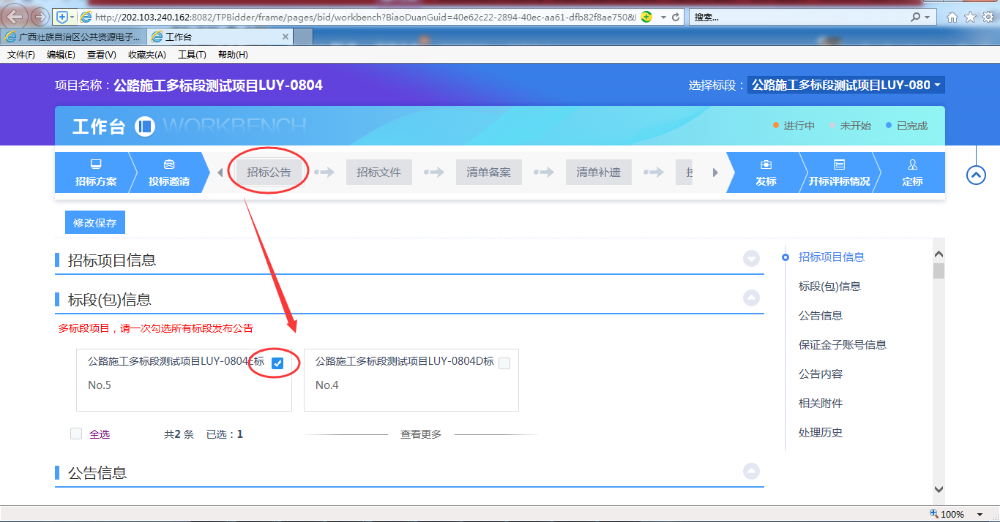 http://202.103.240.162:8082/TPBidder/frame/pages/bid/workbench?BiaoDuanGuid=40e62c22-2894-40ec-aa61-dfb82f8ae750&
搜索...
广西壮族自治区公共资源电子...
工作台
文件(F) 编辑(E) 查看(V) 收藏夹(A) 工具(T) 帮助(H)
项目名称：公路施工多标段测试项目LUY-0804
选择标段：公路施工多标段测试项目LUY-080
工作台 WORKBENCH
进行中 未开始 已完成
招标方案 投标邀请 招标公告 招标文件 清单备案 清单补遗 发标 开标评标情况 定标
修改保存
招标项目信息
标段(包)信息
多标段项目，请一次勾选所有标段发布公告
公路施工多标段测试项目LUY-0804E标
No.5
公路施工多标段测试项目LUY-0804D标
No.4
全选 共2 条 已选：1 查看更多
公告信息
招标项目信息
标段(包)信息
公告信息
保证金子账号信息
公告内容
相关附件
处理历史
100%